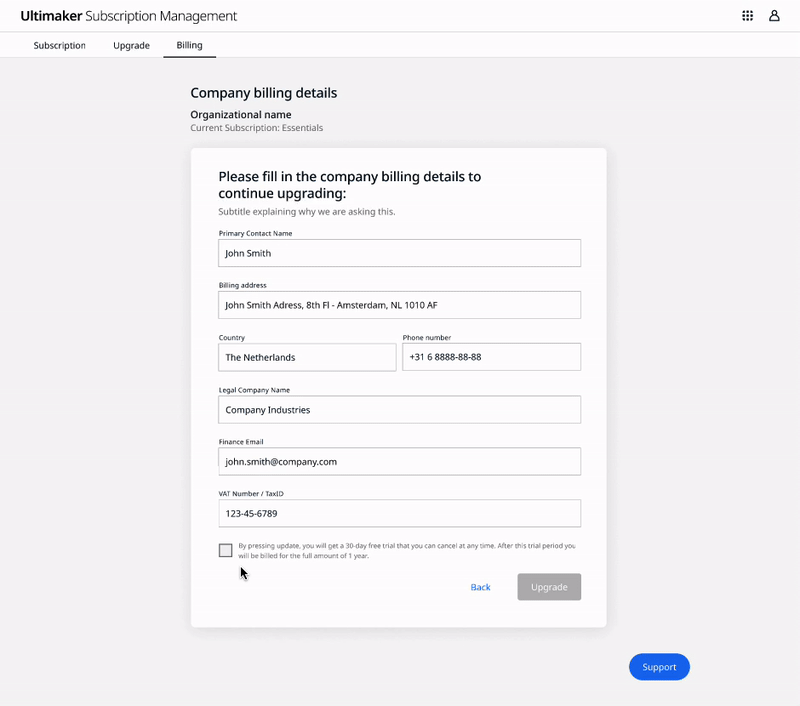 Ultimaker Subscription Management
Subscription Upgrade Billing
Company billing details
Organizational name
Current Subscription: Essentials
Please fill in the company billing details to
continue upgrading:
Subtitle explaining why we are asking this.
Primary Contact Name
John Smith
Billing address
John Smith Adress, 8th Fl - Amsterdam, NL 1010 AF
Country Phone number
The Netherlands +31 6 8888-88-88
Legal Company Name
Company Industries
Finance Email
john.smith@company.com
VAT Number / TaxID
123-45-6789
By pressing update, you will get a 30-day free trial that you can cancel at any time. After this trial period you
will be billed for the full amount of 1 year.
Back Upgrade
Support